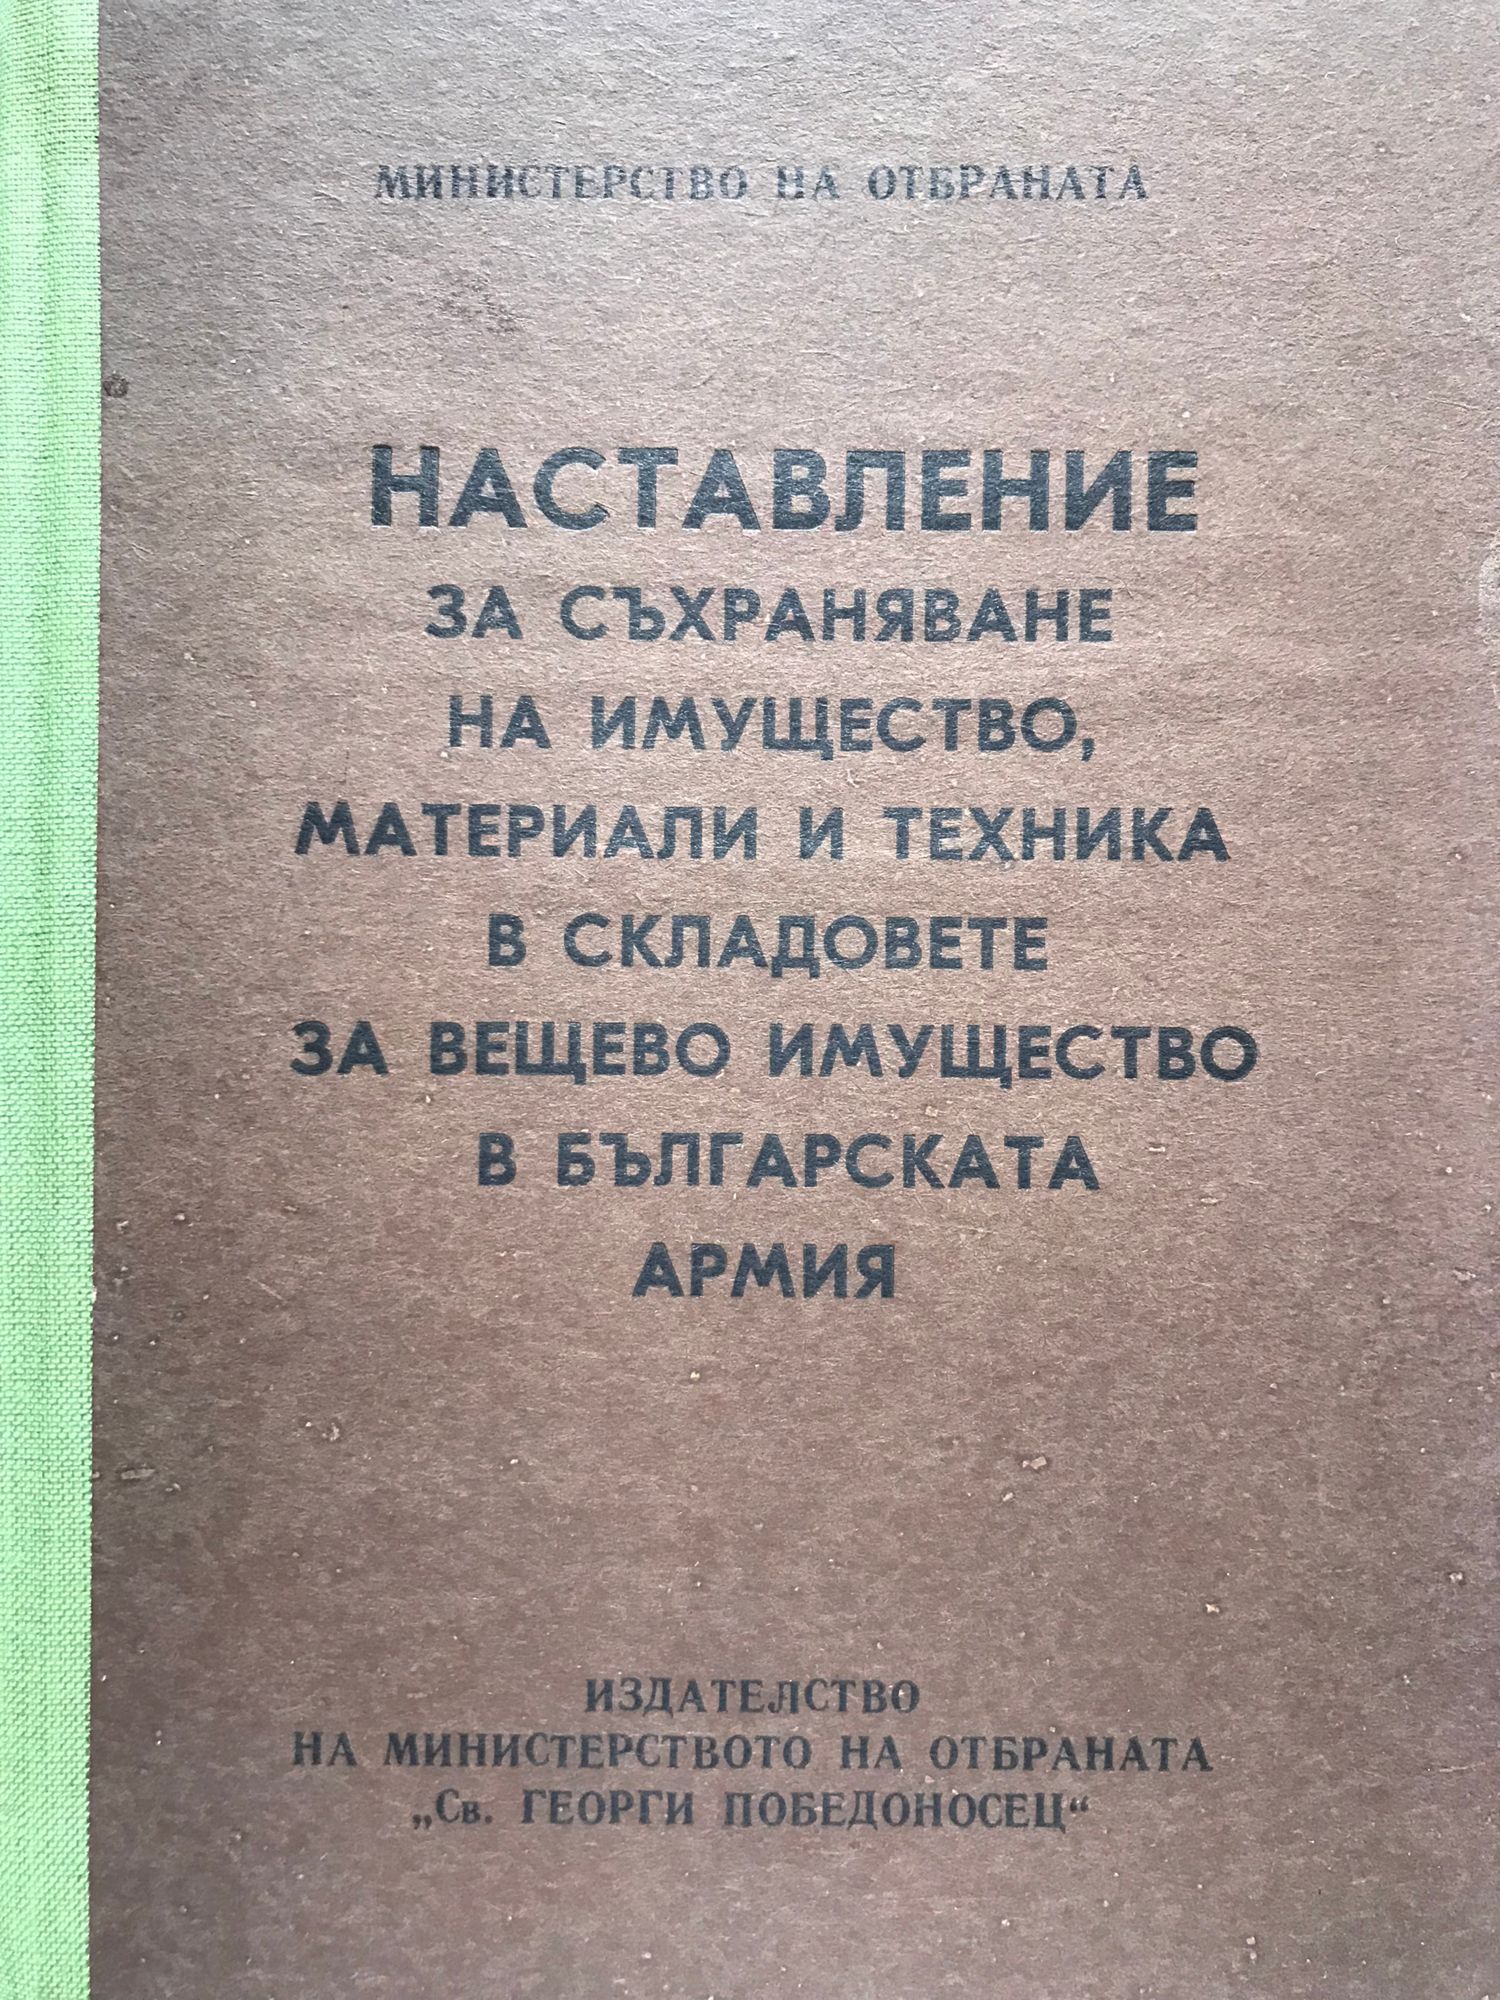 МИНИСТЕРСТВО НА ОТБРАНАТА
НАСТАВЛЕНИЕ
ЗА СЪХРАНЯВАНЕ
НА ИМУЩЕСТВО,
МАТЕРИАЛИ И ТЕХНИКА
В СКЛАДОВЕТЕ
ЗА ВЕЩЕВО ИМУЩЕСТВО
В БЪЛГАРСКАТА
АРМИЯ
ИЗДАТЕЛСТВО
НА МИНИСТЕРСТВОТО НА ОТБРАНАТА
„Св. ГЕОРГИ ПОБЕДОНОСЕЦ“